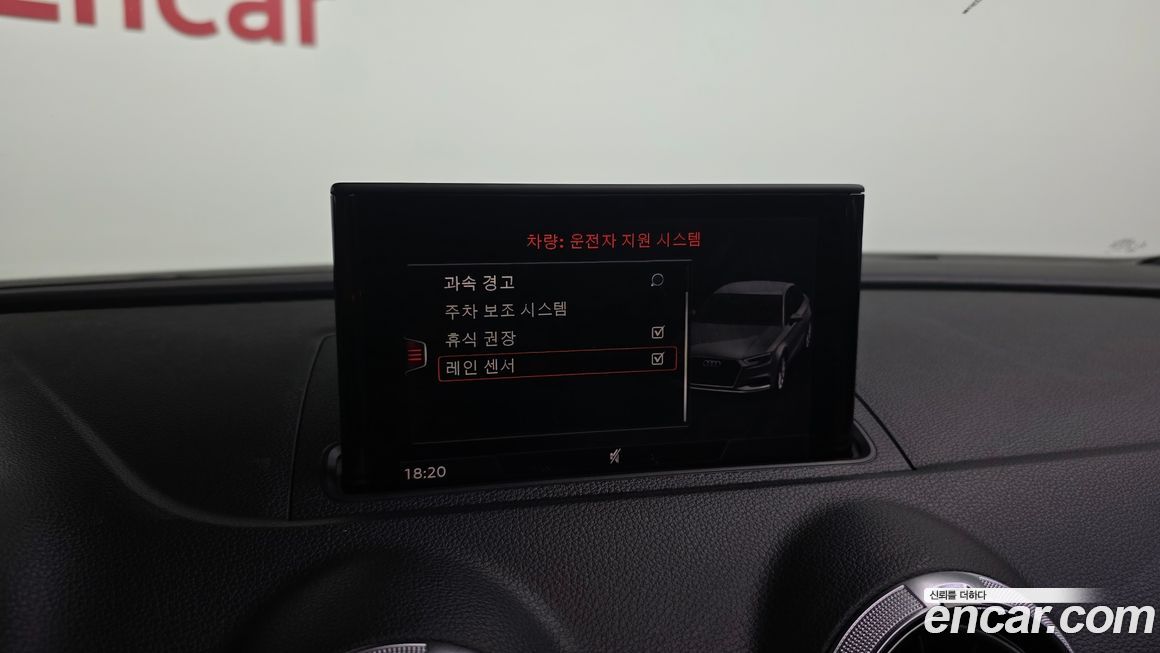 Encar
차량: 운전자 지원 시스템
과속 경고
주차 보조 시스템
휴식 권장
레인 센서
18:20
신뢰를 더하다
encar.com